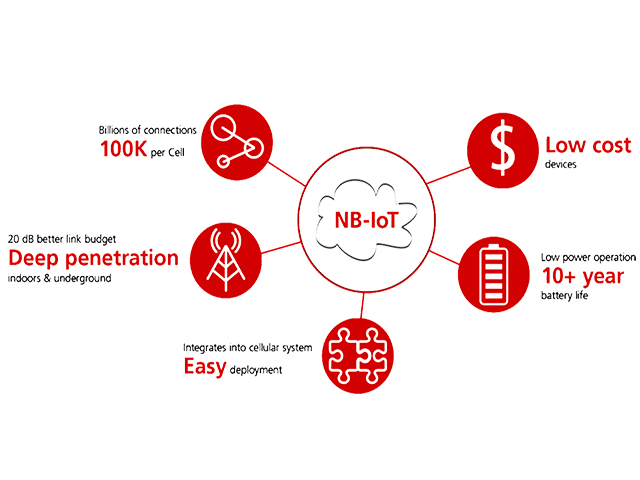 Billions of connections
100K per Cell
$
Low cost
devices
NB-IoT
20 dB better link budget
Deep penetration
indoors & underground
Low power operation
10+ year
battery life
Integrates into cellular system
Easy deployment